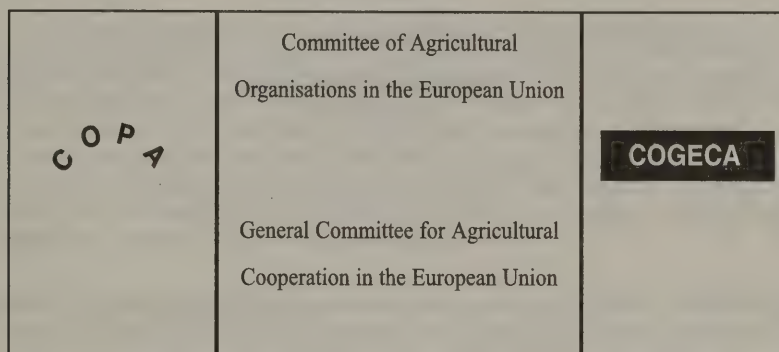 COPA
Committee of Agricultural
Organisations in the European Union
General Committee for Agricultural
Cooperation in the European Union
COGECA